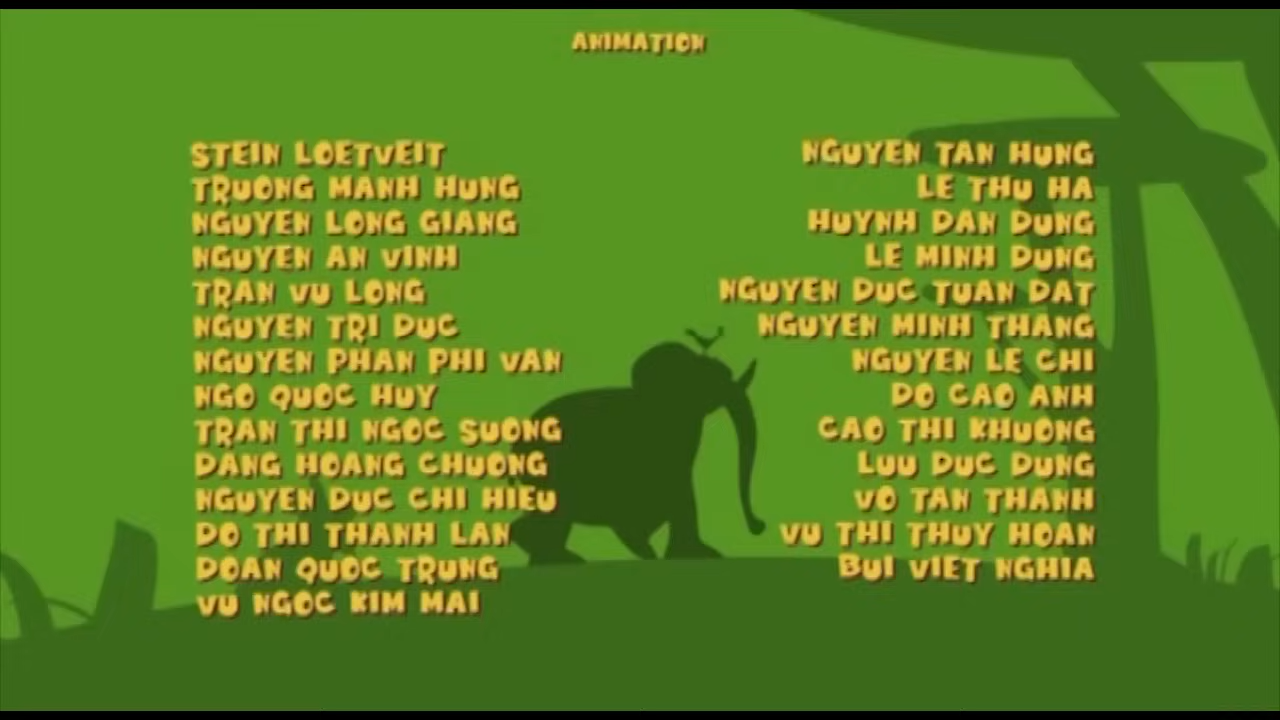 ANIMATION
STEIN LOETVEIT
TRUONG MANH HUNG
NGUYEN LONG GIANG
NGUYEN AN VINH
TRAN VU LONG
NGUYEN TRI DUC
NGUYEN PHAN PHI VAN
NGO QUOC HUY
TRAN THI NGOC SUONG
DANG HOANG CHUONG
NGUYEN DUC CHI HIEU
DO THI THANH LAN
DOAN QUOC TRUNG
VU NGOC KIM MAI
NGUYEN TAN HUNG
LE THU HA
HUYNH DAN DUNG
LE MINH DUNG
NGUYEN DUC TUAN DAT
NGUYEN MINH THANG
NGUYEN LE CHI
DO CAO ANH
CAO THI KHUONG
LUU DUC DUNG
VO TAN THANH
VU THI THUY HOAN
BUI VIET NGHIA